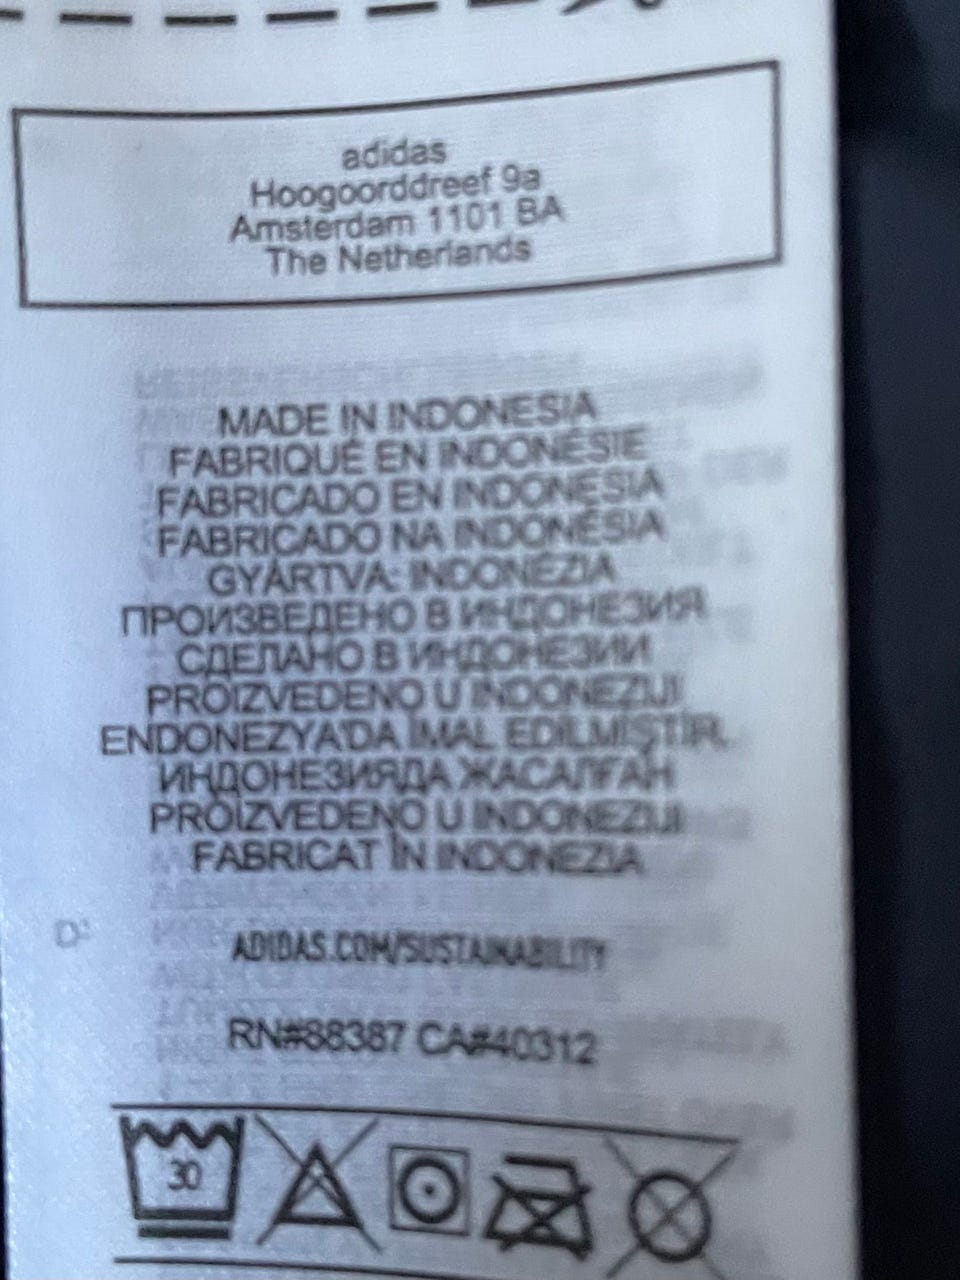 adidas
Hoogoorddreef 9a
Amsterdam 1101 BA
The Netherlands
MADE IN INDONESIA
FABRIQUÉ EN INDONÉSIE
FABRICADO EN INDONESIA
FABRICADO NA INDONÉSIA
GYÁRTVA: INDONÉZIA
ПРОИЗВЕДЕНО В ИНДОНЕЗИЯ
СДЕЛАНО В ИНДОНЕЗИИ
PROIZVEDENO U INDONEZIJI
ENDONEZYA'DA İMAL EDİLMİŞTİR.
ИНДОНЕЗИЯДА ЖАСАЛҒАН
PROIZVEDENO U INDONEZIJI
FABRICAT ÎN INDONEZIA
ADIDAS.COM/SUSTAINABILITY
RN#88387 CA#40312
30